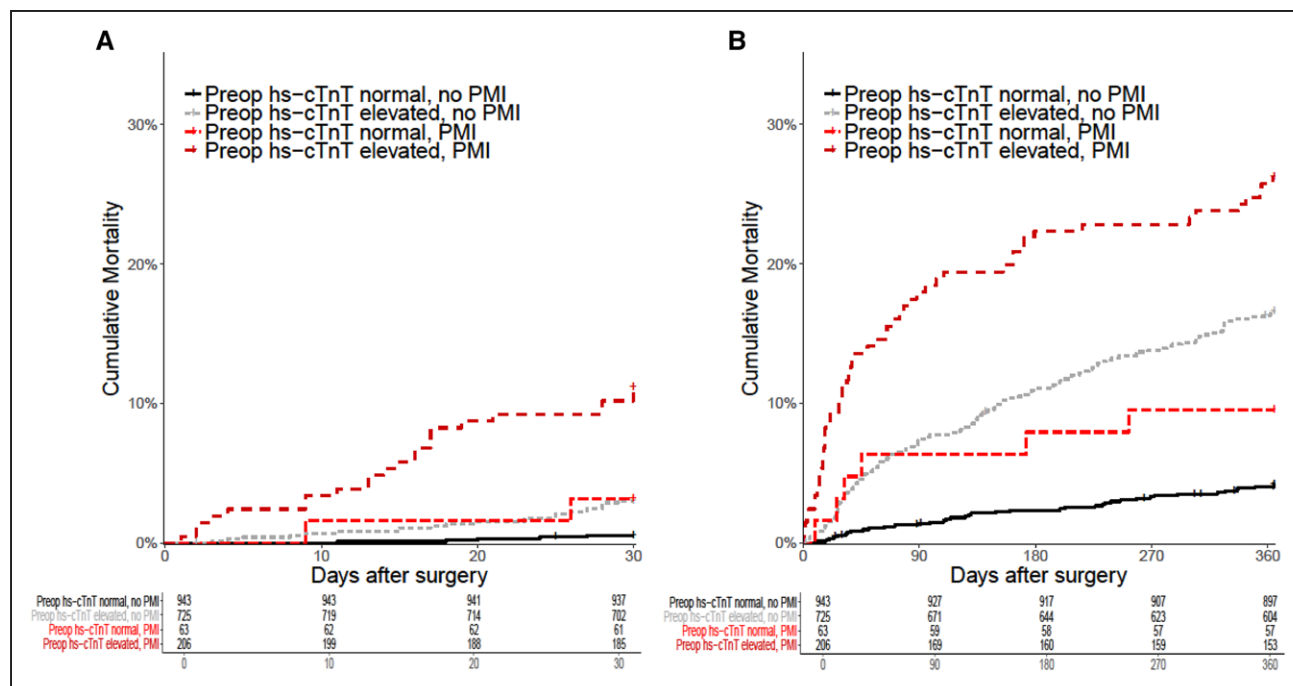 A
Preop hs-cTnT normal, no PMI
Preop hs-cTnT elevated, no PMI
Preop hs-cTnT normal, PMI
Preop hs-cTnT elevated, PMI
Cumulative Mortality
30%
20%
10%
0%
0 10 20 30
Days after surgery
Preop hs-cTnT normal, no PMI 943 943 941 937
Preop hs-cTnT elevated, no PMI 725 719 714 702
Preop hs-cTnT normal, PMI 63 62 62 61
Preop hs-cTnT elevated, PMI 206 199 188 185
0 10 20 30
B
Preop hs-cTnT normal, no PMI
Preop hs-cTnT elevated, no PMI
Preop hs-cTnT normal, PMI
Preop hs-cTnT elevated, PMI
Cumulative Mortality
30%
20%
10%
0%
0 90 180 270 360
Days after surgery
Preop hs-cTnT normal, no PMI 943 927 917 907 897
Preop hs-cTnT elevated, no PMI 725 671 644 623 604
Preop hs-cTnT normal, PMI 63 59 58 57 57
Preop hs-cTnT elevated, PMI 206 169 160 159 153
0 90 180 270 360